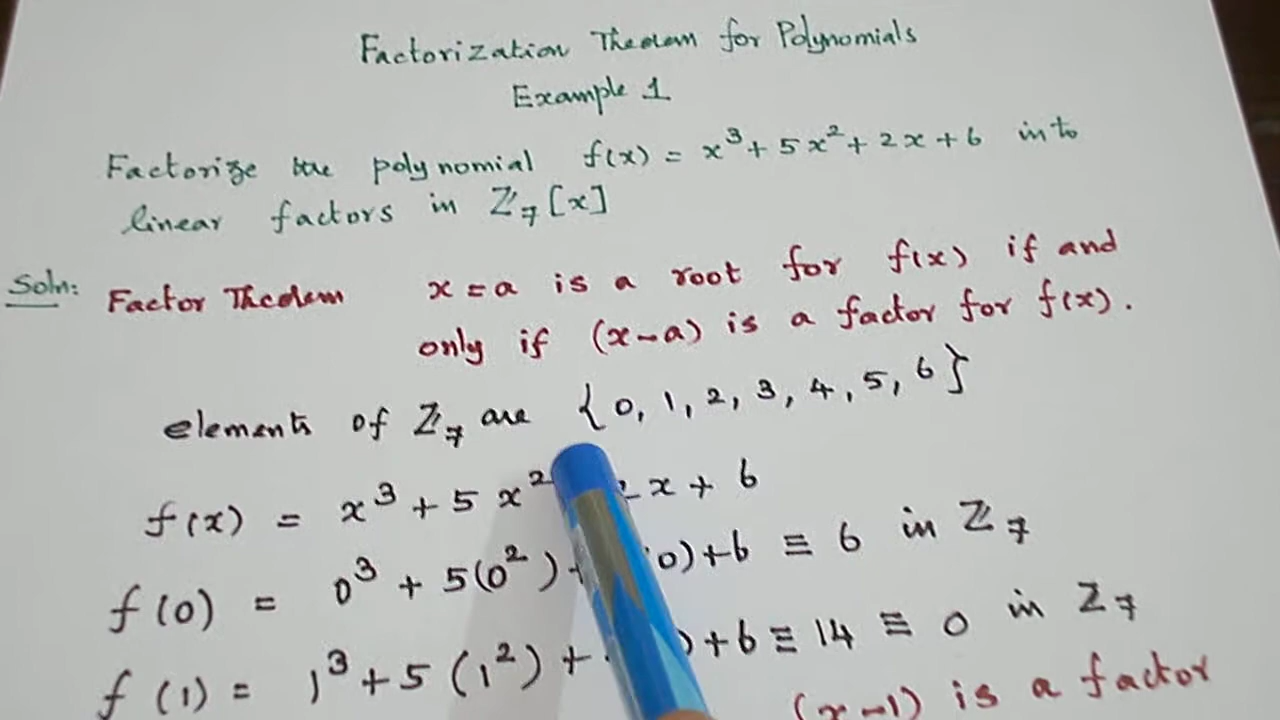 Factorization Theorem for Polynomials
Example 1
Factorize the polynomial f(x) = x³ + 5x² + 2x + 6 into
linear factors in ℤ₇[x]
Soln: Factor Theorem x = a is a root for f(x) if and
only if (x-a) is a factor for f(x).
elements of ℤ₇ are {0, 1, 2, 3, 4, 5, 6}
f(x) = x³ + 5x² 2x + 6
f(0) = 0³ + 5(0²) + 0) + 6 ≡ 6 in ℤ₇
f(1) = 1³ + 5(1²) + ) + 6 ≡ 14 ≡ 0 in ℤ₇
(x-1) is a factor